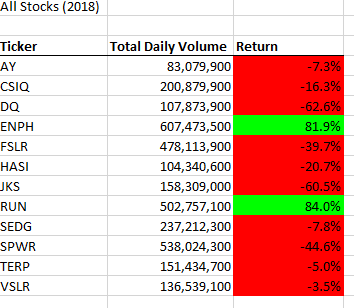 All Stocks (2018)
Ticker Total Daily Volume Return
AY 83,079,900 -7.3%
CSIQ 200,879,900 -16.3%
DQ 107,873,900 -62.6%
ENPH 607,473,500 81.9%
FSLR 478,113,900 -39.7%
HASI 104,340,600 -20.7%
JKS 158,309,000 -60.5%
RUN 502,757,100 84.0%
SEDG 237,212,300 -7.8%
SPWR 538,024,300 -44.6%
TERP 151,434,700 -5.0%
VSLR 136,539,100 -3.5%